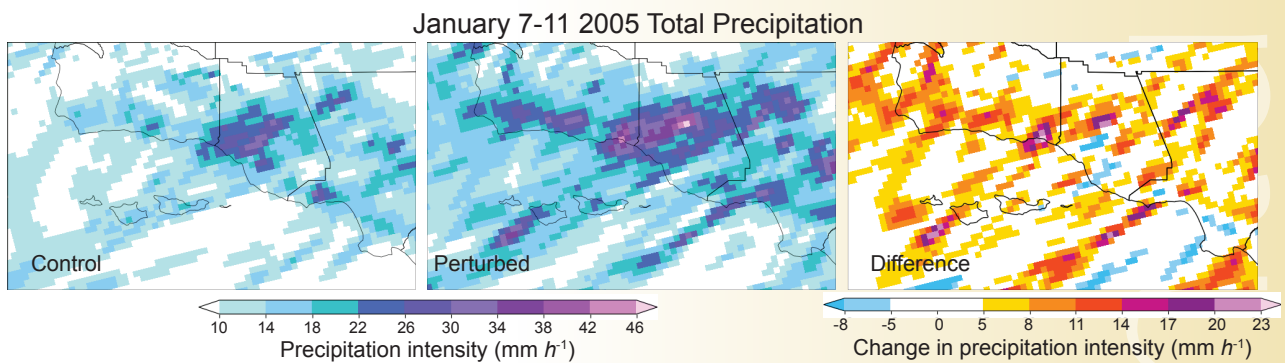 January 7-11 2005 Total Precipitation
Control
Perturbed
Difference
10 14 18 22 26 30 34 38 42 46
Precipitation intensity (mm h-1)
-8 -5 0 5 8 11 14 17 20 23
Change in precipitation intensity (mm h-1)